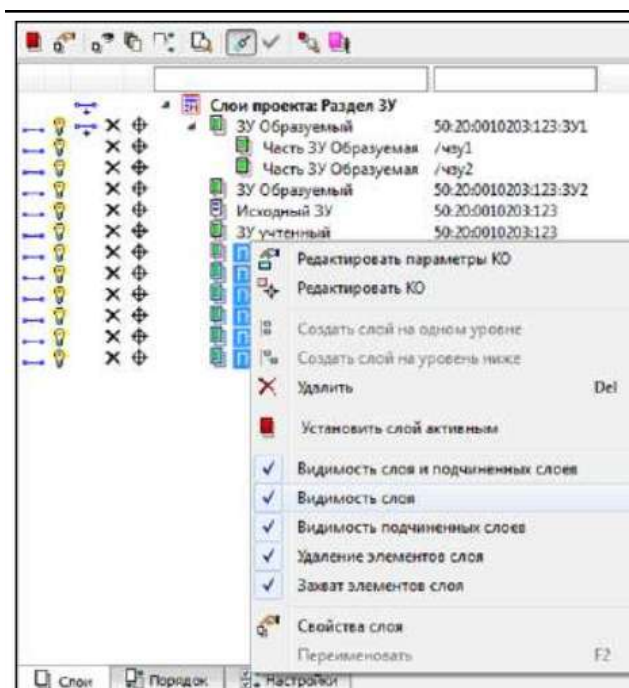 Слои проекта: Раздел ЗУ
ЗУ Образуемый 50:20:0010203:123:ЗУ1
Часть ЗУ Образуемая /чзу1
Часть ЗУ Образуемая /чзу2
ЗУ Образуемый 50:20:0010203:123:ЗУ2
Исходный ЗУ 50:20:0010203:123
ЗУ учтенный 50:20:0010203:123
Редактировать параметры КО
Редактировать КО
Создать слой на одном уровне
Создать слой на уровень ниже
Удалить Del
Установить слой активным
Видимость слоя и подчиненных слоев
Видимость слоя
Видимость подчиненных слоев
Удаление элементов слоя
Захват элементов слоя
Свойства слоя
Переименовать F2
Слои Порядок Настройки